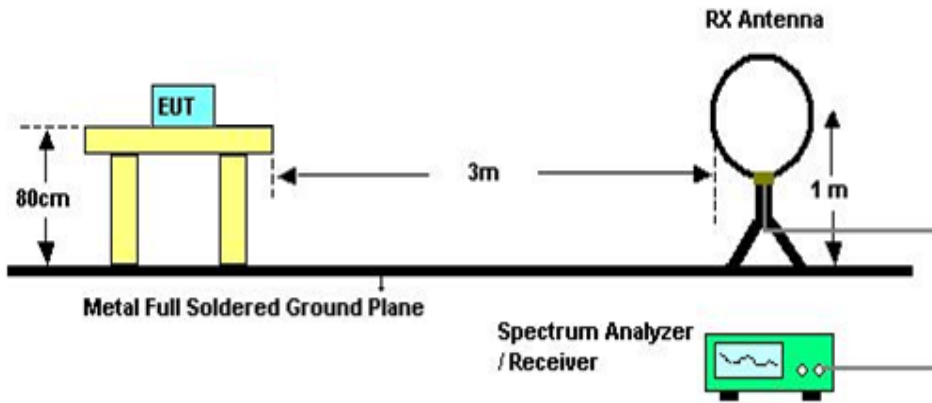 RX Antenna
EUT
3m
80cm
1 m
Metal Full Soldered Ground Plane
Spectrum Analyzer
/ Receiver